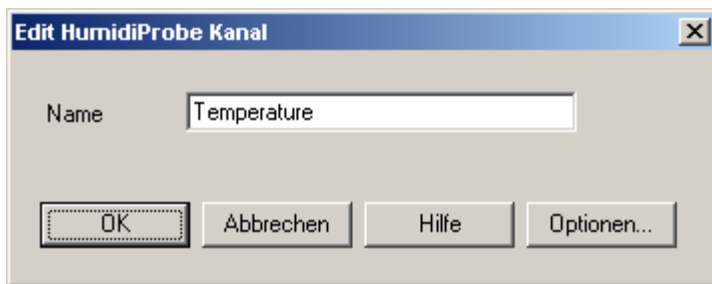 Edit HumidiProbe Kanal
Name Temperature
OK Abbrechen Hilfe Optionen...